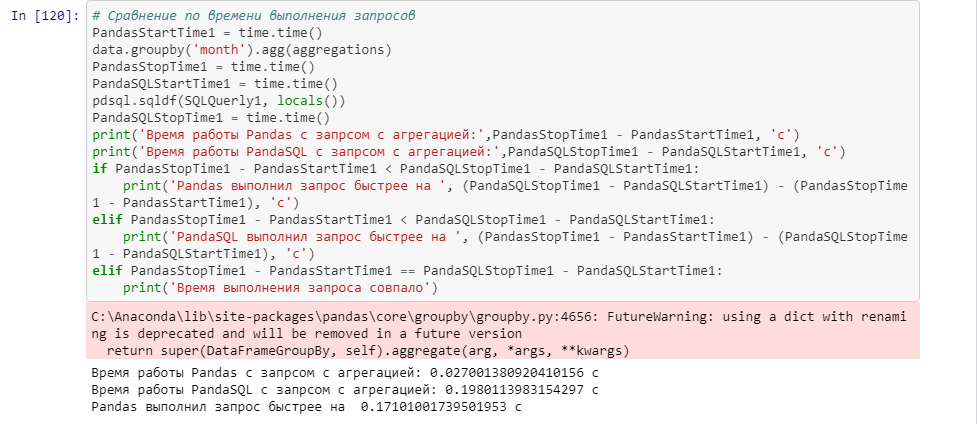 In [120]:
# Сравнение по времени выполнения запросов
PandasStartTime1 = time.time()
data.groupby('month').agg(aggregations)
PandasStopTime1 = time.time()
PandaSQLStartTime1 = time.time()
pdsql.sqldf(SQLQuerly1, locals())
PandaSQLStopTime1 = time.time()
print('Время работы Pandas с запрсом с агрегацией:',PandasStopTime1 - PandasStartTime1, 'с')
print('Время работы PandaSQL с запрсом с агрегацией:',PandaSQLStopTime1 - PandaSQLStartTime1, 'с')
if PandasStopTime1 - PandasStartTime1 < PandaSQLStopTime1 - PandaSQLStartTime1:
    print('Pandas выполнил запрос быстрее на ', (PandaSQLStopTime1 - PandaSQLStartTime1) - (PandasStopTime
1 - PandasStartTime1), 'с')
elif PandasStopTime1 - PandasStartTime1 < PandaSQLStopTime1 - PandaSQLStartTime1:
    print('PandaSQL выполнил запрос быстрее на ', (PandasStopTime1 - PandasStartTime1) - (PandaSQLStopTime
1 - PandaSQLStartTime1), 'с')
elif PandasStopTime1 - PandasStartTime1 == PandaSQLStopTime1 - PandaSQLStartTime1:
    print('Время выполнения запроса совпало')
C:\Anaconda\lib\site-packages\pandas\core\groupby\groupby.py:4656: FutureWarning: using a dict with renami
ng is deprecated and will be removed in a future version
  return super(DataFrameGroupBy, self).aggregate(arg, *args, **kwargs)
Время работы Pandas с запрсом с агрегацией: 0.027001380920410156 с
Время работы PandaSQL с запрсом с агрегацией: 0.1980113983154297 с
Pandas выполнил запрос быстрее на  0.17101001739501953 с